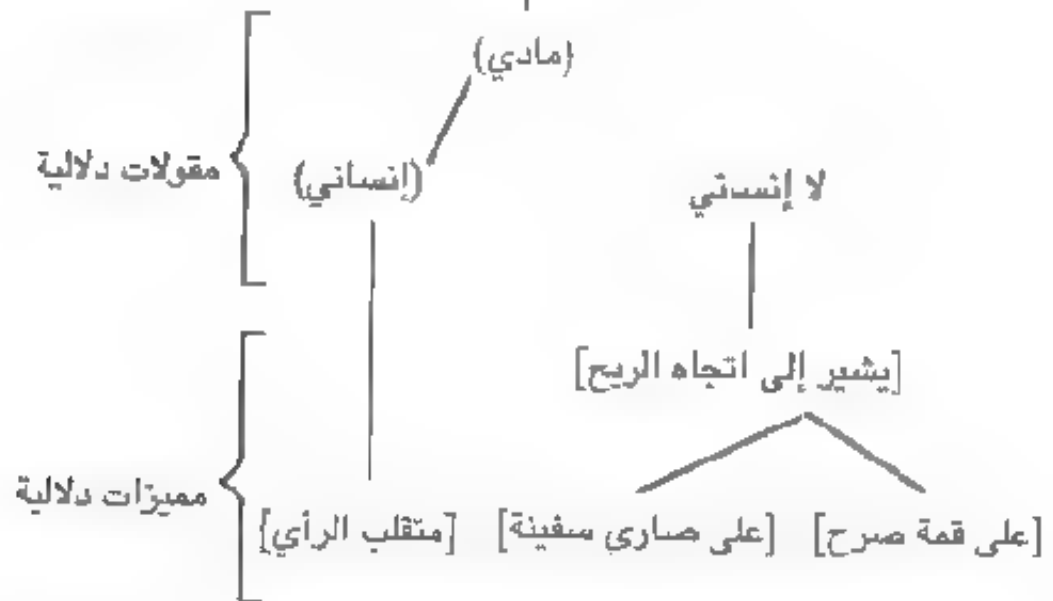 (مادي)
مقولات دلالية
(إنساني)
لا إنساني
[يشير إلى اتجاه الريح]
مميزات دلالية
[على قمة صرح]
[على صاري سفينة]
[متقلب الرأي]